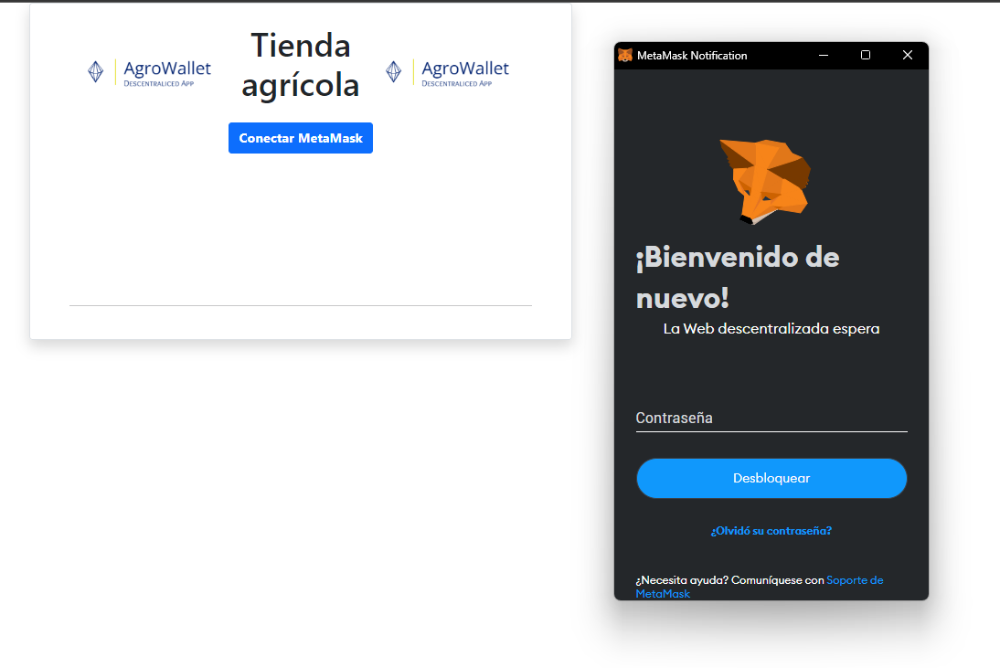 Tienda
agrícola
AgroWallet
Descentraliced App
AgroWallet
Descentraliced App
Conectar MetaMask
MetaMask Notification
¡Bienvenido de
nuevo!
La Web descentralizada espera
Contraseña
Desbloquear
¿Olvidó su contraseña?
¿Necesita ayuda? Comuníquese con Soporte de
MetaMask